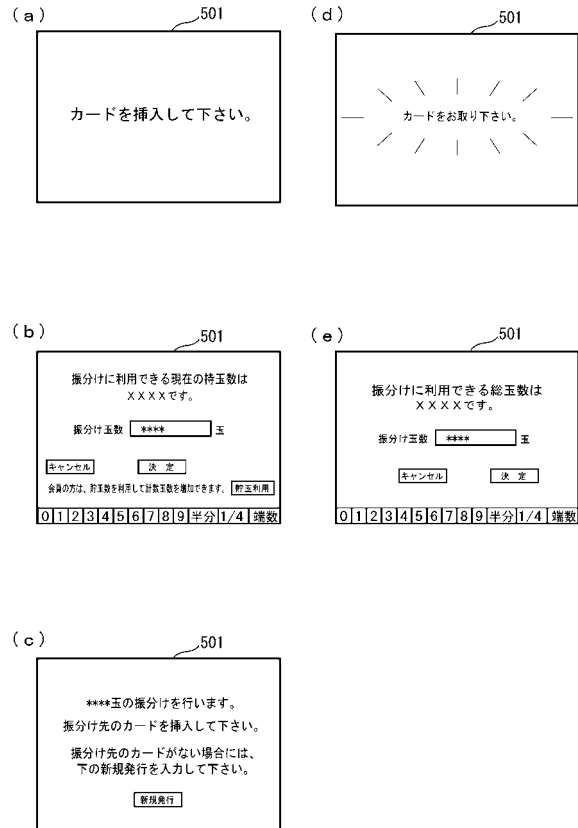 (a)
501
カードを挿入して下さい。
(d)
501
カードをお取り下さい。
(b)
501
振分けに利用できる現在の持玉数は
XXXXです。
振分け玉数 **** 玉
キャンセル 決定
会員の方は、貯玉数を利用して計数玉数を増加できます。 貯玉利用
0 1 2 3 4 5 6 7 8 9 半分 1/4 端数
(e)
501
振分けに利用できる総玉数は
XXXXです。
振分け玉数 **** 玉
キャンセル 決定
0 1 2 3 4 5 6 7 8 9 半分 1/4 端数
(c)
501
****玉の振分けを行います。
振分け先のカードを挿入して下さい。
振分け先のカードがない場合には、
下の新規発行を入力して下さい。
新規発行